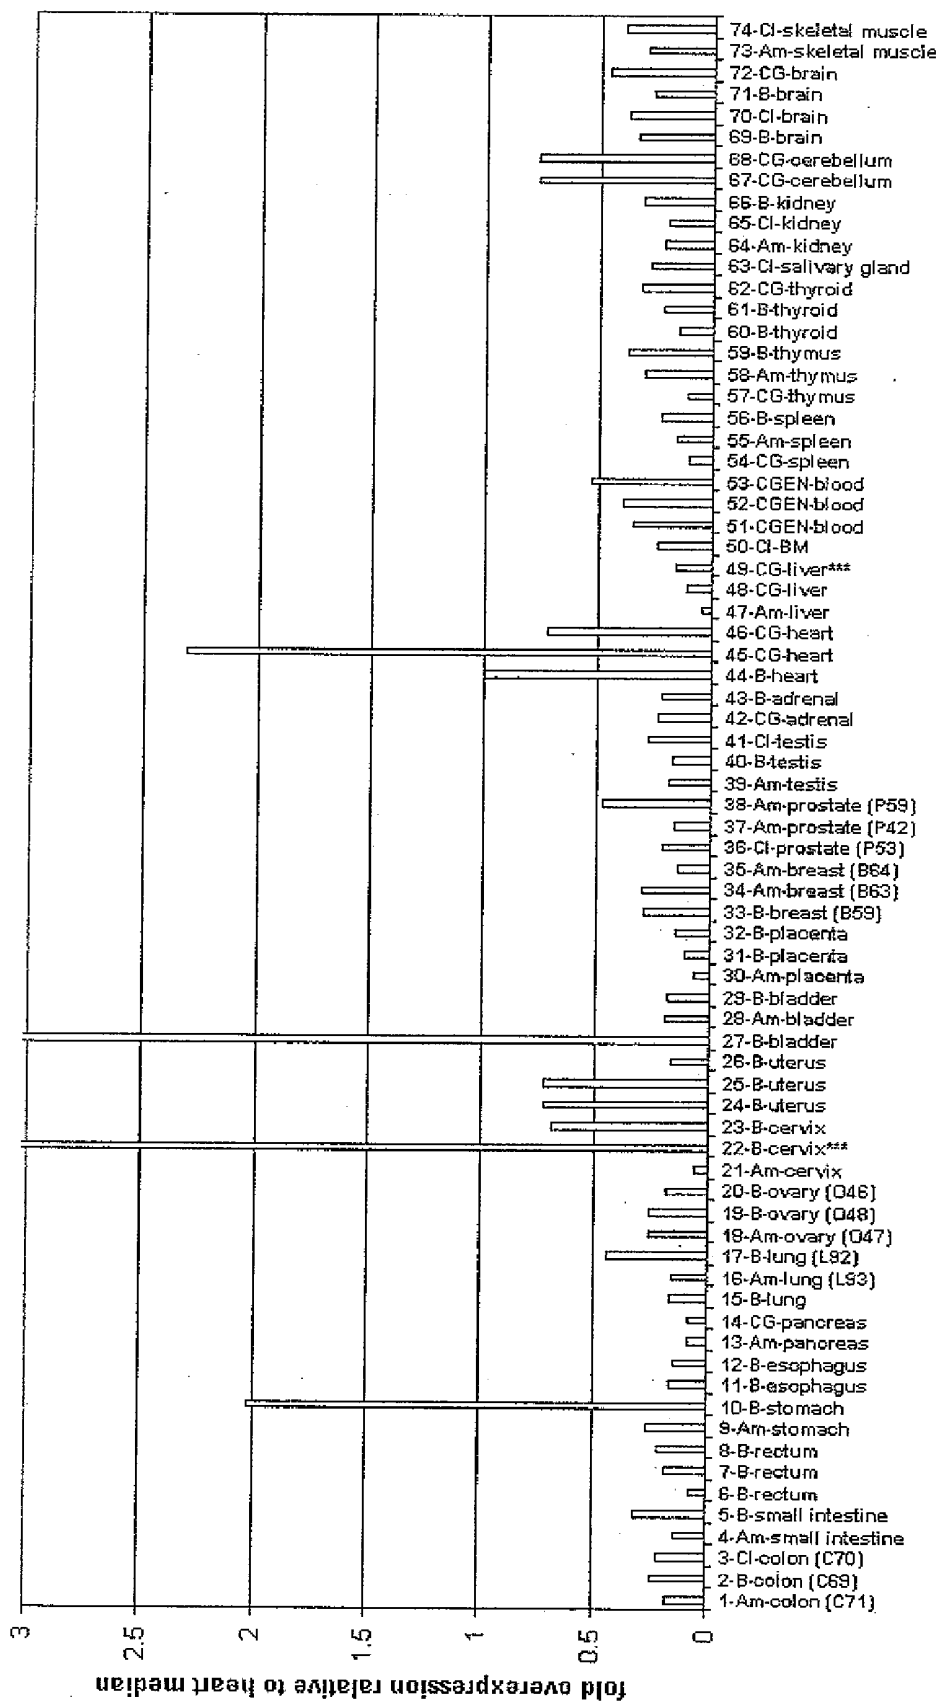 fold overexpression ralative to heart median
3
2.5
2
1.5
1
0.5
0
1-Am-colon (C71)
2-B-colon (C69)
3-Cl-colon (C70)
4-Am-small intestine
5-B-small intestine
6-B-rectum
7-B-rectum
8-B-rectum
9-Am-stomach
10-B-stomach
11-B-esophagus
12-B-esophagus
13-Am-pancreas
14-CG-pancreas
15-B-lung
16-Am-lung (L93)
17-B-lung (L92)
18-Am-ovary (O47)
19-B-ovary (O48)
20-B-ovary (O46)
21-Am-cervix
22-B-cervix***
23-B-cervix
24-B-uterus
25-B-uterus
26-B-uterus
27-B-bladder
28-Am-bladder
29-B-bladder
30-Am-placenta
31-B-placenta
32-B-placenta
33-B-breast (B59)
34-Am-breast (B63)
35-Am-breast (B64)
36-Cl-prostate (P53)
37-Am-prostate (P42)
38-Am-prostate (P59)
39-Am-testis
40-B-testis
41-Cl-testis
42-CG-adrenal
43-B-adrenal
44-B-heart
45-CG-heart
46-CG-heart
47-Am-liver
48-CG-liver
49-CG-liver***
50-Cl-BM
51-CGEN-blood
52-CGEN-blood
53-CGEN-blood
54-CG-spleen
55-Am-spleen
56-B-spleen
57-CG-thymus
58-Am-thymus
59-B-thymus
60-B-thyroid
61-B-thyroid
62-CG-thyroid
63-Cl-salivary gland
64-Am-kidney
65-Cl-kidney
66-B-kidney
67-CG-cerebellum
68-CG-cerebellum
69-B-brain
70-Cl-brain
71-B-brain
72-CG-brain
73-Am-skeletal muscle
74-Cl-skeletal muscle